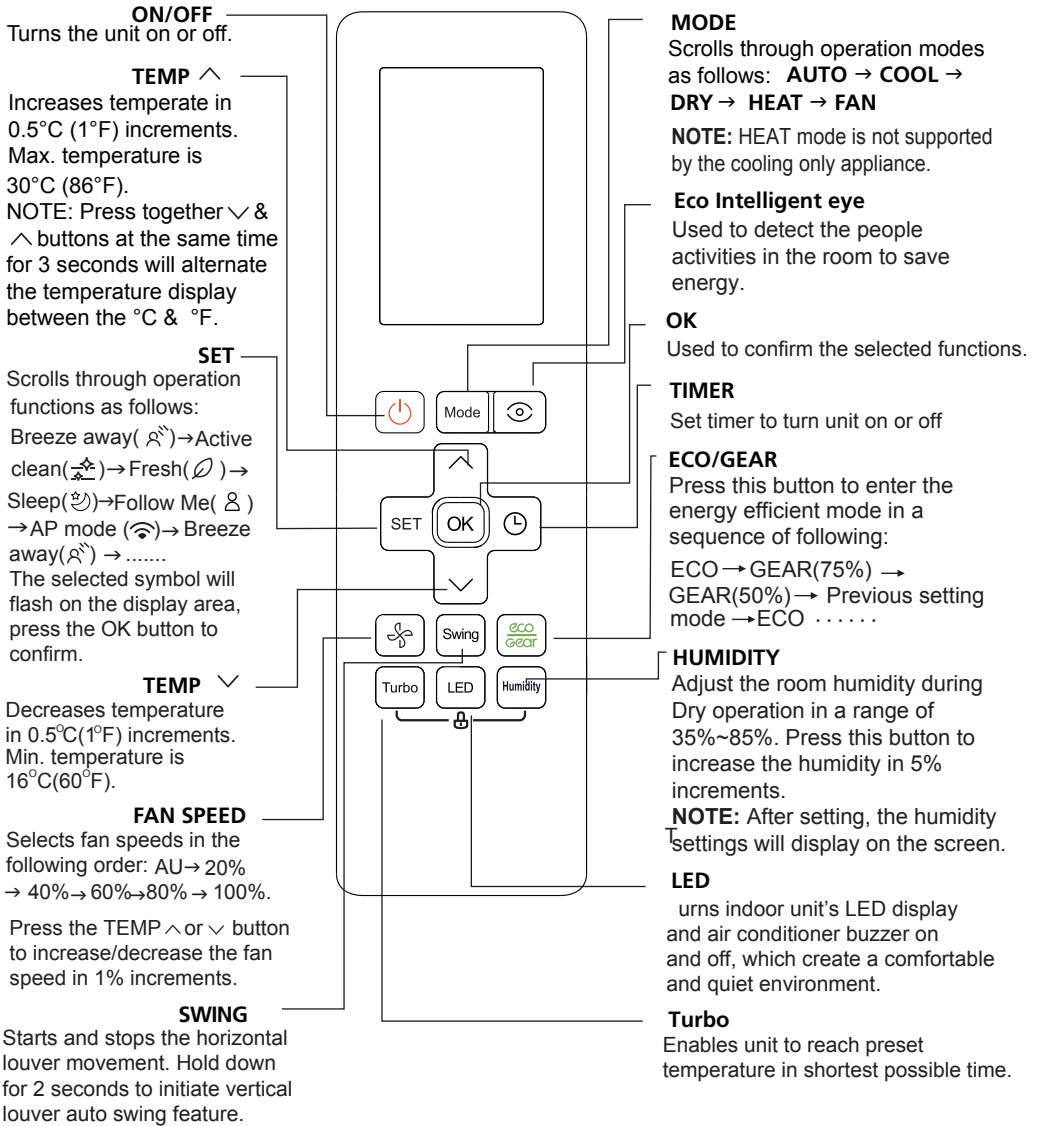 ON/OFF
Turns the unit on or off.
TEMP ︿
Increases temperate in
0.5°C (1°F) increments.
Max. temperature is
30°C (86°F).
NOTE: Press together ﹀ &
︿ buttons at the same time
for 3 seconds will alternate
the temperature display
between the °C & °F.
SET
Scrolls through operation
functions as follows:
Breeze away( )→Active
clean( )→Fresh( ) →
Sleep( )→Follow Me( )
→AP mode ( )→ Breeze
away( ) → .......
The selected symbol will
flash on the display area,
press the OK button to
confirm.
TEMP ﹀
Decreases temperature
in 0.5°C(1°F) increments.
Min. temperature is
16°C(60°F).
FAN SPEED
Selects fan speeds in the
following order: AU→ 20%
→ 40%→60%→80% → 100%.
Press the TEMP ︿ or ﹀ button
to increase/decrease the fan
speed in 1% increments.
SWING
Starts and stops the horizontal
louver movement. Hold down
for 2 seconds to initiate vertical
louver auto swing feature.
Mode
SET
OK
Swing
eco
Gear
Turbo
LED
Humidity
MODE
Scrolls through operation modes
as follows: AUTO → COOL →
DRY → HEAT → FAN
NOTE: HEAT mode is not supported
by the cooling only appliance.
Eco Intelligent eye
Used to detect the people
activities in the room to save
energy.
OK
Used to confirm the selected functions.
TIMER
Set timer to turn unit on or off
ECO/GEAR
Press this button to enter the
energy efficient mode in a
sequence of following:
ECO → GEAR(75%) →
GEAR(50%)→ Previous setting
mode →ECO ······
HUMIDITY
Adjust the room humidity during
Dry operation in a range of
35%~85%. Press this button to
increase the humidity in 5%
increments.
NOTE: After setting, the humidity
settings will display on the screen.
LED
Turns indoor unit's LED display
and air conditioner buzzer on
and off, which create a comfortable
and quiet environment.
Turbo
Enables unit to reach preset
temperature in shortest possible time.